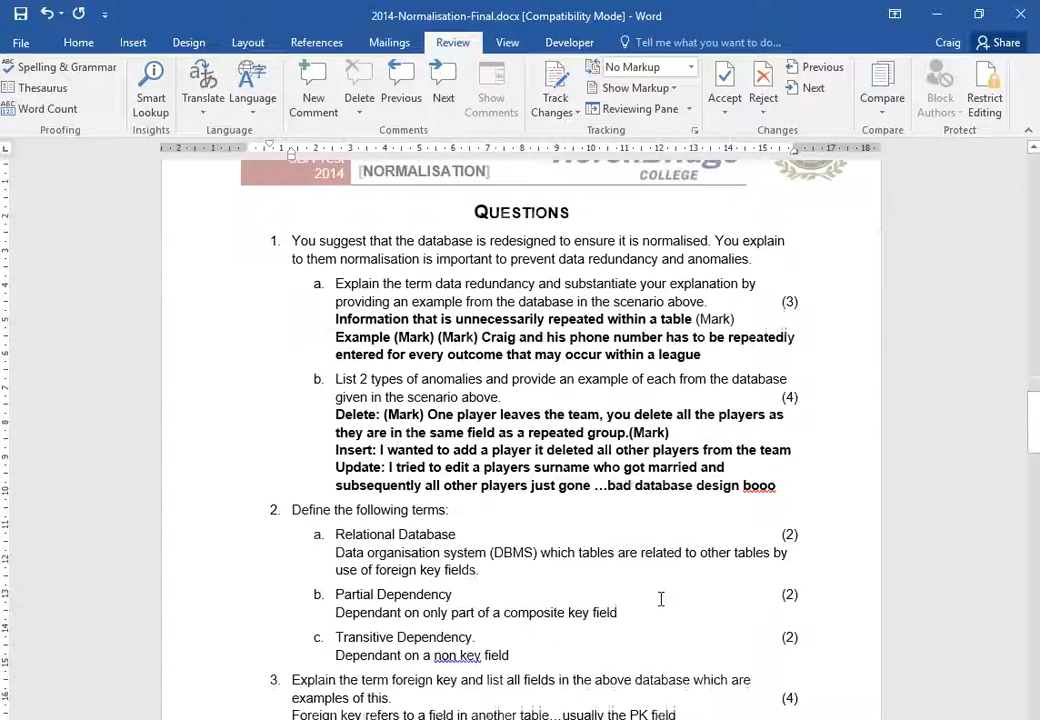 2014-Normalisation-Final.docx [Compatibility Mode] - Word
File Home Insert Design Layout References Mailings Review View Developer Tell me what you want to do... Craig Share
ABC Spelling & Grammar
Thesaurus
ABC 123 Word Count
Proofing
Smart Lookup
Insights
Translate
Language
Language
New Comment
Delete
Previous
Next
Show Comments
Comments
Track Changes
No Markup
Show Markup
Reviewing Pane
Tracking
Accept
Reject
Previous
Next
Changes
Compare
Compare
Block Authors
Restrict Editing
Protect
2014 [NORMALISATION]
COLLEGE
QUESTIONS
1. You suggest that the database is redesigned to ensure it is normalised. You explain
to them normalisation is important to prevent data redundancy and anomalies.
a. Explain the term data redundancy and substantiate your explanation by
providing an example from the database in the scenario above. (3)
Information that is unnecessarily repeated within a table (Mark)
Example (Mark) (Mark) Craig and his phone number has to be repeatedly
entered for every outcome that may occur within a league
b. List 2 types of anomalies and provide an example of each from the database
given in the scenario above. (4)
Delete: (Mark) One player leaves the team, you delete all the players as
they are in the same field as a repeated group.(Mark)
Insert: I wanted to add a player it deleted all other players from the team
Update: I tried to edit a players surname who got married and
subsequently all other players just gone ...bad database design booo
2. Define the following terms:
a. Relational Database (2)
Data organisation system (DBMS) which tables are related to other tables by
use of foreign key fields.
b. Partial Dependency (2)
Dependant on only part of a composite key field
c. Transitive Dependency. (2)
Dependant on a non key field
3. Explain the term foreign key and list all fields in the above database which are
examples of this. (4)
Foreign key refers to a field in another table...usually the PK field